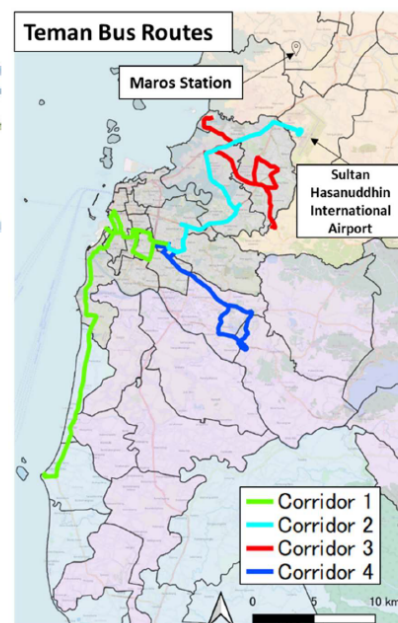 Teman Bus Routes
Maros Station
Sultan
Hasanuddhin
International
Airport
Corridor 1
Corridor 2
Corridor 3
Corridor 4
0 5 10 km